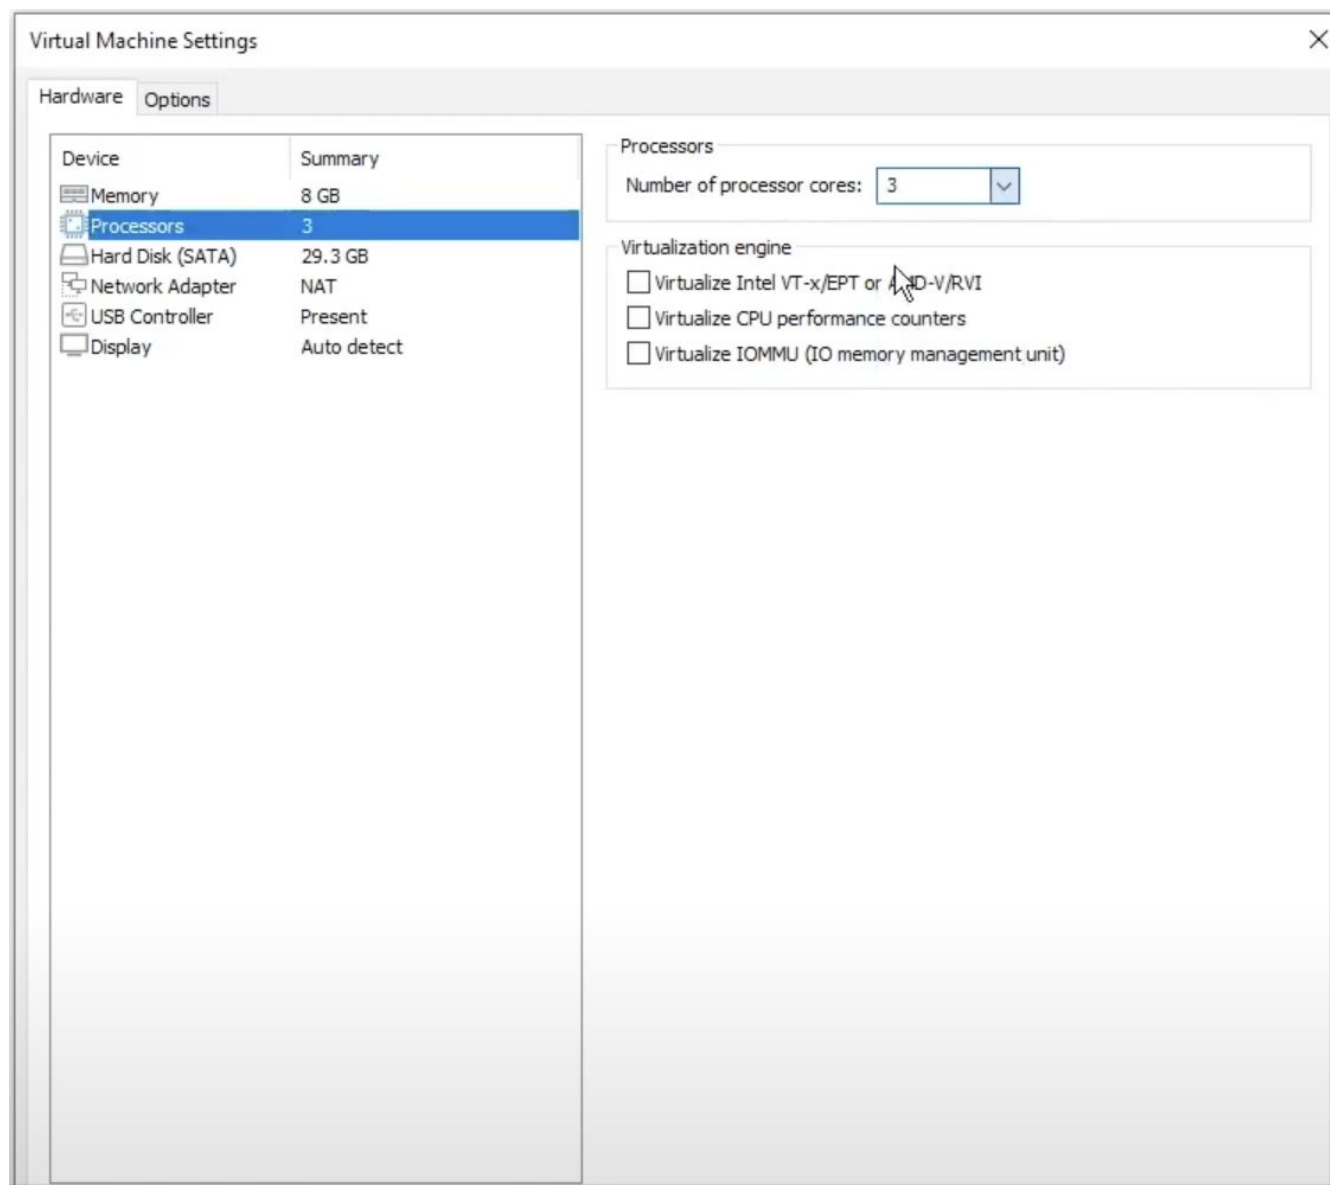 Virtual Machine Settings
Hardware Options
Device Summary
Memory 8 GB
Processors 3
Hard Disk (SATA) 29.3 GB
Network Adapter NAT
USB Controller Present
Display Auto detect
Processors
Number of processor cores: 3
Virtualization engine
Virtualize Intel VT-x/EPT or AMD-V/RVI
Virtualize CPU performance counters
Virtualize IOMMU (IO memory management unit)